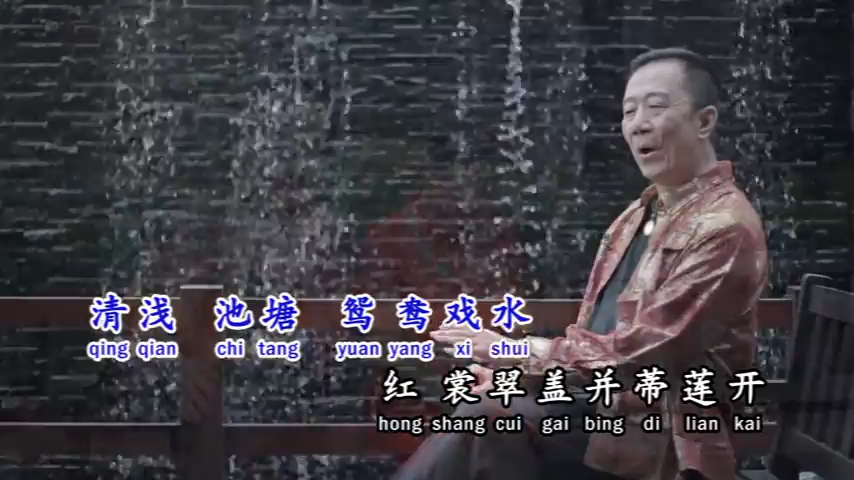 清浅 池塘 鸳鸯戏水
qing qian chi tang yuan yang xi shui
红裳翠盖并蒂莲开
hong shang cui gai bing di lian kai